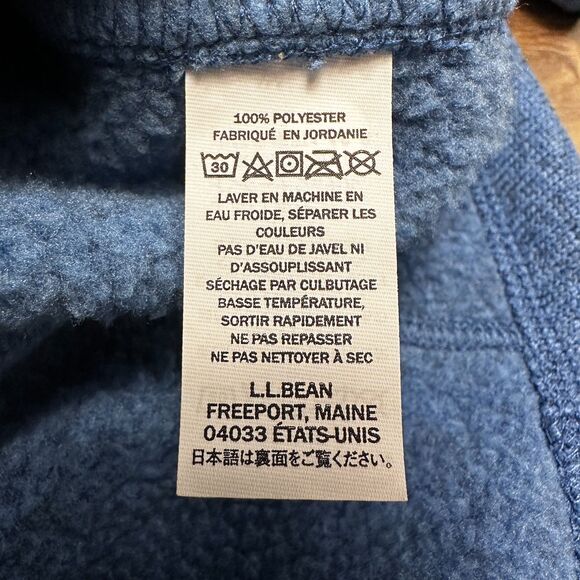 100% POLYESTER
FABRIQUÉ EN JORDANIE
30
LAVER EN MACHINE EN
EAU FROIDE, SÉPARER LES
COULEURS
PAS D'EAU DE JAVEL NI
D'ASSOUPLISSANT
SÉCHAGE PAR CULBUTAGE
BASSE TEMPÉRATURE,
SORTIR RAPIDEMENT
NE PAS REPASSER
NE PAS NETTOYER À SEC
L.L.BEAN
FREEPORT, MAINE
04033 ÉTATS-UNIS
日本語は裏面をご覧ください。